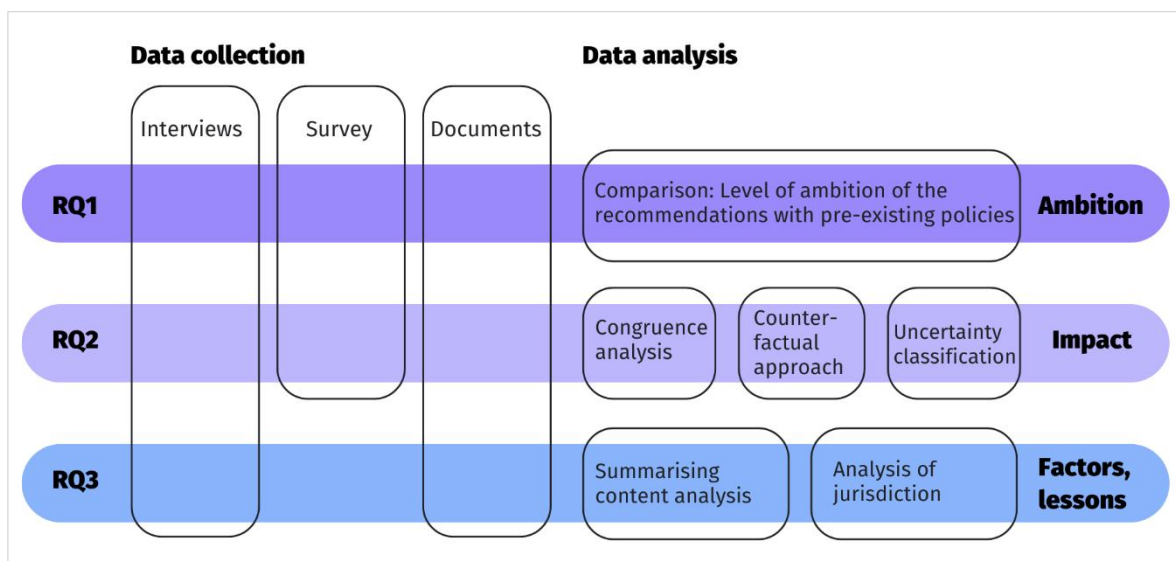 Data collection
Data analysis
Interviews
Survey
Documents
RQ1
Comparison: Level of ambition of the
recommendations with pre-existing policies
Ambition
RQ2
Congruence
analysis
Counter-
factual
approach
Uncertainty
classification
Impact
RQ3
Summarising
content analysis
Analysis of
jurisdiction
Factors,
lessons